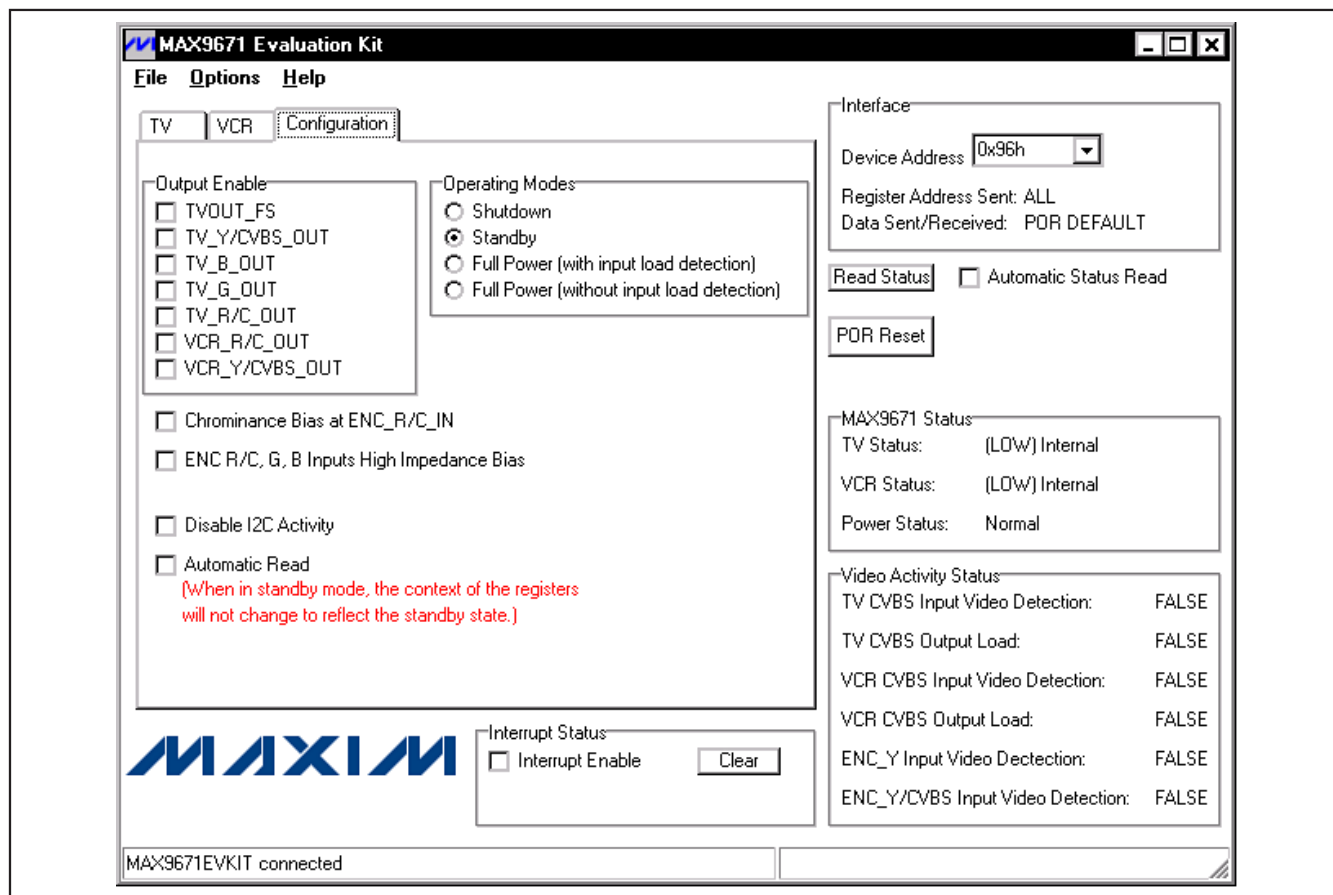 MAX9671 Evaluation Kit
File Options Help
TV VCR Configuration
Output Enable
TVOUT_FS
TV_Y/CVBS_OUT
TV_B_OUT
TV_G_OUT
TV_R/C_OUT
VCR_R/C_OUT
VCR_Y/CVBS_OUT
Operating Modes
Shutdown
Standby
Full Power (with input load detection)
Full Power (without input load detection)
Chrominance Bias at ENC_R/C_IN
ENC R/C, G, B Inputs High Impedance Bias
Disable I2C Activity
Automatic Read
(When in standby mode, the context of the registers
will not change to reflect the standby state.)
MAXIM
Interrupt Status
Interrupt Enable Clear
Interface
Device Address 0x96h
Register Address Sent: ALL
Data Sent/Received: POR DEFAULT
Read Status Automatic Status Read
POR Reset
MAX9671 Status
TV Status: (LOW) Internal
VCR Status: (LOW) Internal
Power Status: Normal
Video Activity Status
TV CVBS Input Video Detection: FALSE
TV CVBS Output Load: FALSE
VCR CVBS Input Video Detection: FALSE
VCR CVBS Output Load: FALSE
ENC_Y Input Video Dectection: FALSE
ENC_Y/CVBS Input Video Detection: FALSE
MAX9671EVKIT connected